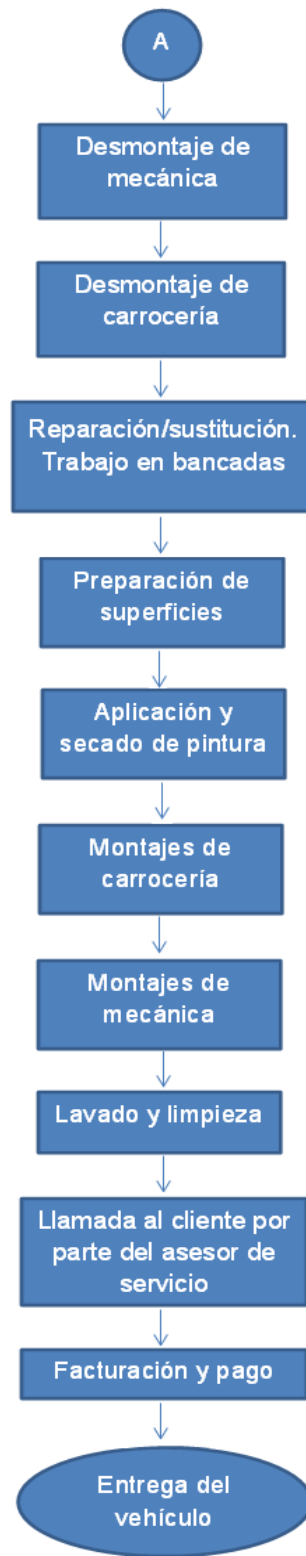 A
Desmontaje de
mecánica
Desmontaje de
carrocería
Reparación/sustitución.
Trabajo en bancadas
Preparación de
superficies
Aplicación y
secado de pintura
Montajes de
carrocería
Montajes de
mecánica
Lavado y limpieza
Llamada al cliente por
parte del asesor de
servicio
Facturación y pago
Entrega del
vehículo